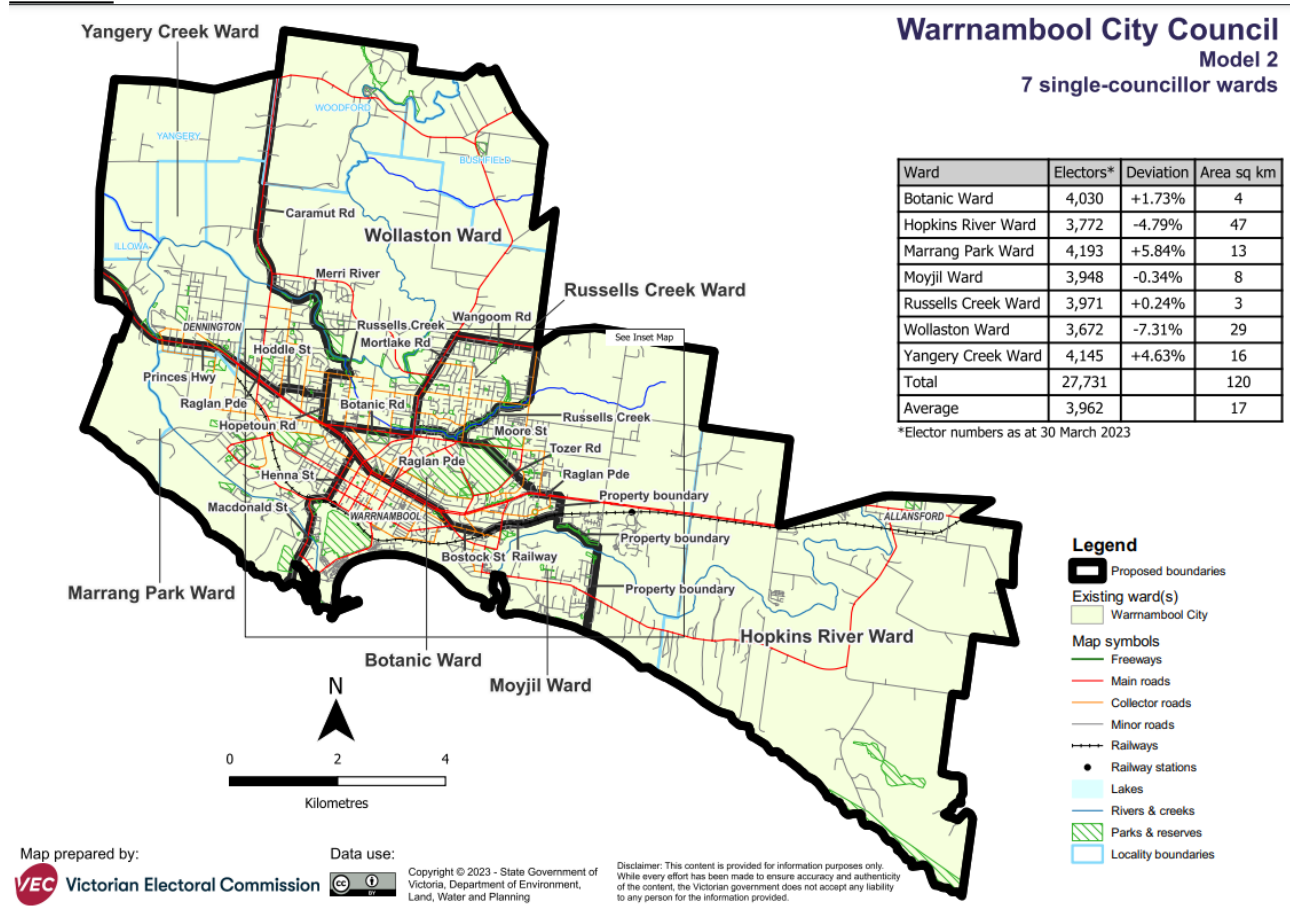 Yangery Creek Ward
Warrnambool City Council
Model 2
7 single-councillor wards
WOODFORD
YANGERY
BUSHFIELD
Caramut Rd
Wollaston Ward
ILLOWA
Merri River
Russells Creek Ward
Wangoom Rd
DENNINGTON
Russells Creek
Mortlake Rd
See Inset Map
Hoddle St
Princes Hwy
Raglan Pde
Botanic Rd
Hopetoun Rd
Russells Creek
Moore St
Tozer Rd
Raglan Pde
Raglan Pde
Henna St
Property boundary
Macdonald St
WARRNAMBOOL
ALLANSFORD
Property boundary
Bostock St
Railway
Marrang Park Ward
Property boundary
Hopkins River Ward
Botanic Ward
Moyjil Ward
Ward Electors* Deviation Area sq km
Botanic Ward 4,030 +1.73% 4
Hopkins River Ward 3,772 -4.79% 47
Marrang Park Ward 4,193 +5.84% 13
Moyjil Ward 3,948 -0.34% 8
Russells Creek Ward 3,971 +0.24% 3
Wollaston Ward 3,672 -7.31% 29
Yangery Creek Ward 4,145 +4.63% 16
Total 27,731 120
Average 3,962 17
*Elector numbers as at 30 March 2023
Legend
Proposed boundaries
Existing ward(s)
Warrnambool City
Map symbols
Freeways
Main roads
Collector roads
Minor roads
Railways
Railway stations
Lakes
Rivers & creeks
Parks & reserves
Locality boundaries
N
0 2 4
Kilometres
Map prepared by:
VEC Victorian Electoral Commission
Data use:
cc BY
Copyright © 2023 - State Government of
Victoria, Department of Environment,
Land, Water and Planning
Disclaimer: This content is provided for information purposes only.
While every effort has been made to ensure accuracy and authenticity
of the content, the Victorian government does not accept any liability
to any person for the information provided.